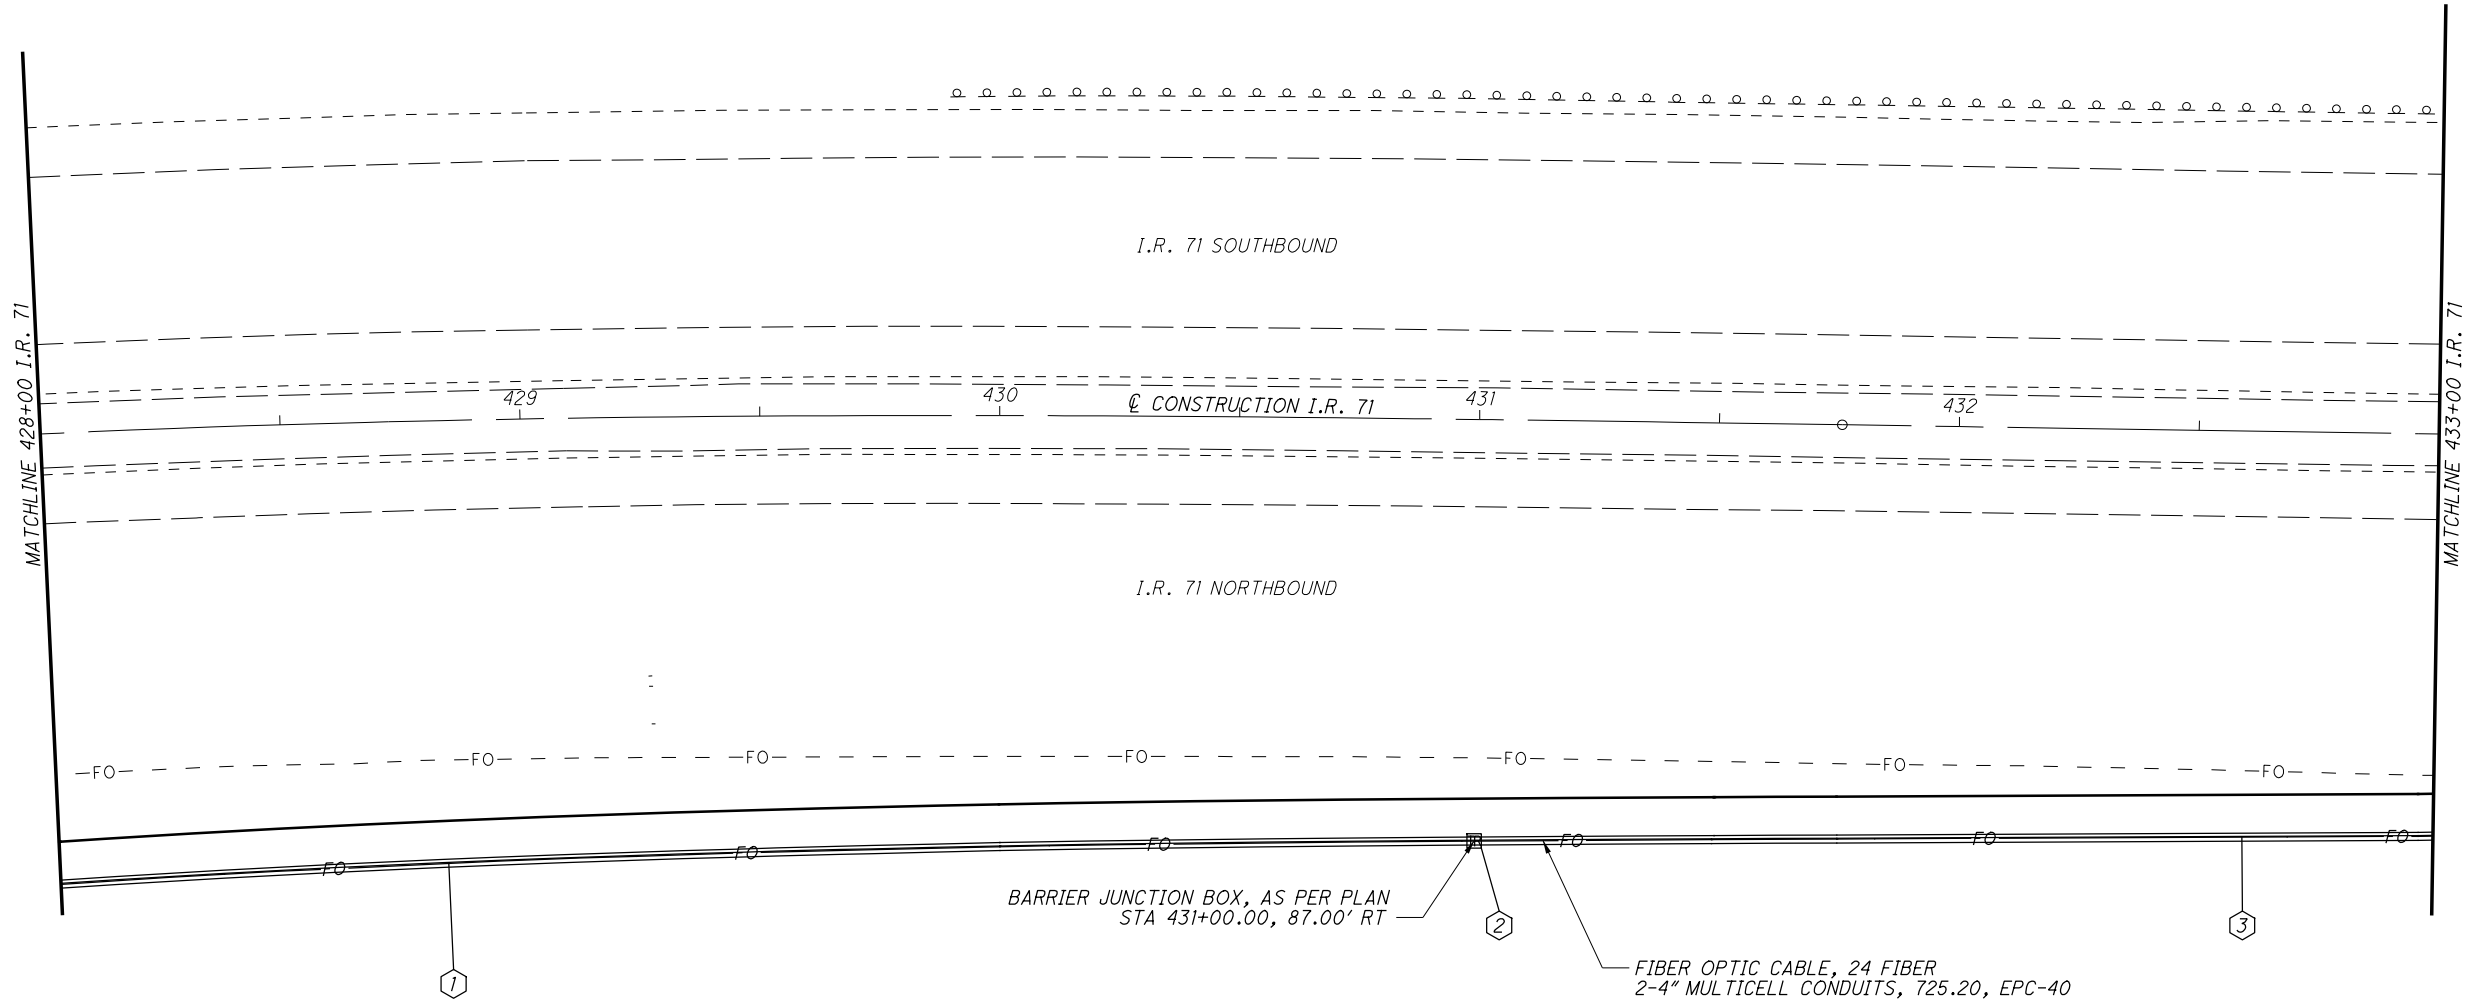 I.R. 71 SOUTHBOUND
MATCHLINE 428+00 I.R. 71
MATCHLINE 433+00 I.R. 71
429
430
℄ CONSTRUCTION I.R. 71
431
432
I.R. 71 NORTHBOUND
FO
FO
FO
FO
FO
FO
FO
FO
FO
FO
FO
FO
FO
BARRIER JUNCTION BOX, AS PER PLAN
STA 431+00.00, 87.00' RT
1
2
3
FIBER OPTIC CABLE, 24 FIBER
2-4" MULTICELL CONDUITS, 725.20, EPC-40